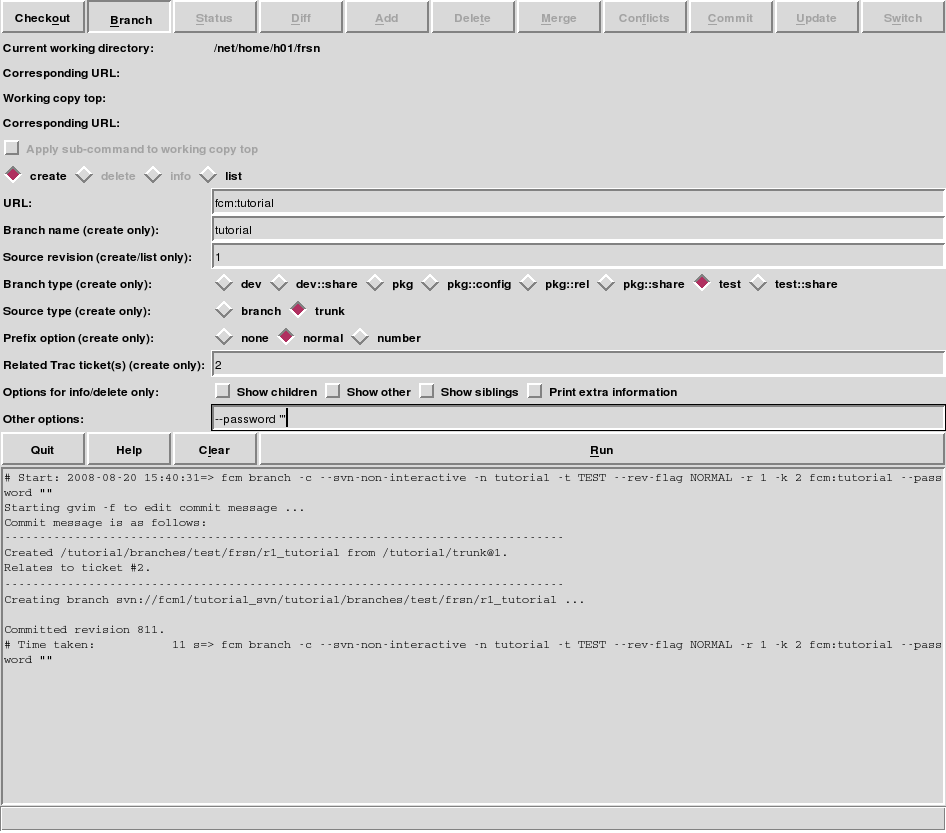 Checkout Branch Status Diff Add Delete Merge Conflicts Commit Update Switch
Current working directory: /net/home/h01/frsn
Corresponding URL:
Working copy top:
Corresponding URL:
Apply sub-command to working copy top
create delete info list
URL: fcm:tutorial
Branch name (create only): tutorial
Source revision (create/list only): 1
Branch type (create only): dev dev::share pkg pkg::config pkg::rel pkg::share test test::share
Source type (create only): branch trunk
Prefix option (create only): none normal number
Related Trac ticket(s) (create only): 2
Options for info/delete only: Show children Show other Show siblings Print extra information
Other options: --password ""
Quit Help Clear Run
# Start: 2008-08-20 15:40:31=> fcm branch -c --svn-non-interactive -n tutorial -t TEST --rev-flag NORMAL -r 1 -k 2 fcm:tutorial --pass
word ""
Starting gvim -f to edit commit message ...
Commit message is as follows:
--------------------------------------------------------------------------------
Created /tutorial/branches/test/frsn/r1_tutorial from /tutorial/trunk@1.
Relates to ticket #2.
--------------------------------------------------------------------------------
Creating branch svn://fcm1/tutorial_svn/tutorial/branches/test/frsn/r1_tutorial ...
Committed revision 811.
# Time taken: 11 s=> fcm branch -c --svn-non-interactive -n tutorial -t TEST --rev-flag NORMAL -r 1 -k 2 fcm:tutorial --pass
word ""